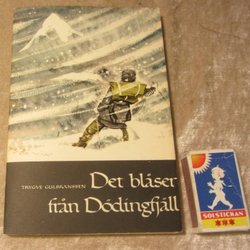 TRYGVE GULBRANSSEN
Det blåser
från Dödingfjäll
SOLSTICKAN